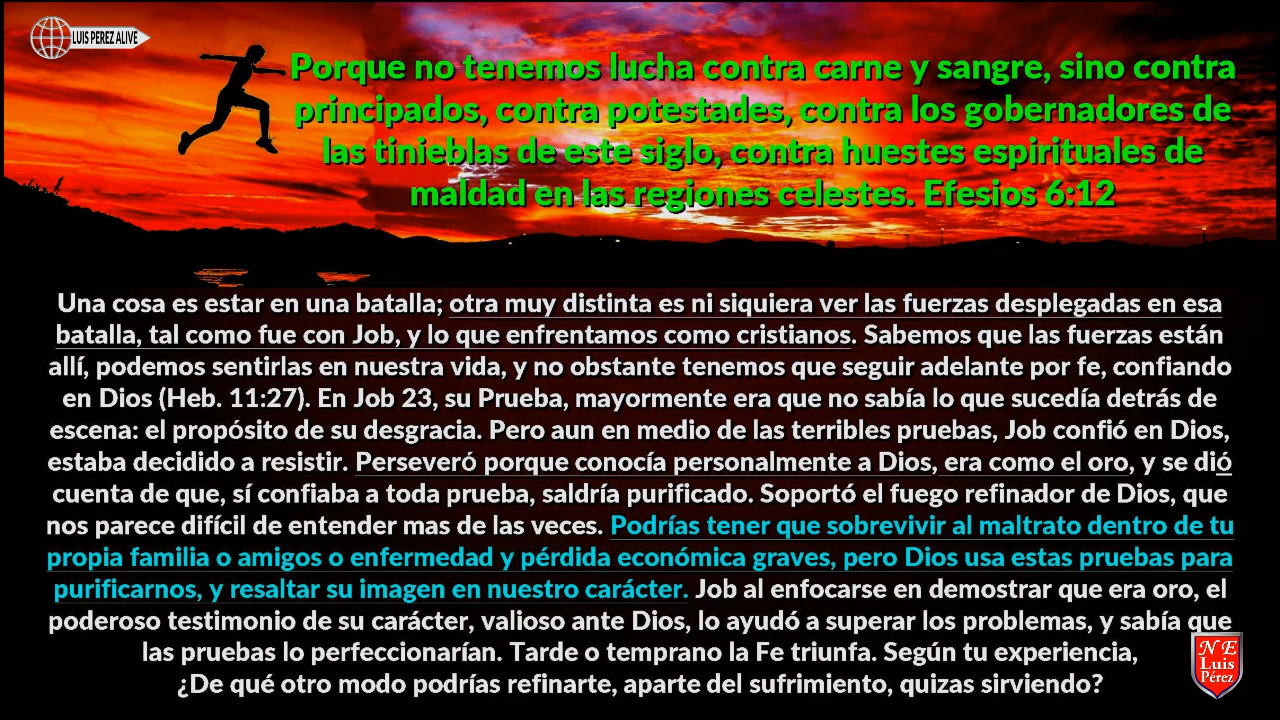 LUIS PEREZ ALIVE
Porque no tenemos lucha contra carne y sangre, sino contra
principados, contra potestades, contra los gobernadores de
las tinieblas de este siglo, contra huestes espirituales de
maldad en las regiones celestes. Efesios 6:12
Una cosa es estar en una batalla; otra muy distinta es ni siquiera ver las fuerzas desplegadas en esa
batalla, tal como fue con Job, y lo que enfrentamos como cristianos. Sabemos que las fuerzas están
allí, podemos sentirlas en nuestra vida, y no obstante tenemos que seguir adelante por fe, confiando
en Dios (Heb. 11:27). En Job 23, su Prueba, mayormente era que no sabía lo que sucedía detrás de
escena: el propósito de su desgracia. Pero aun en medio de las terribles pruebas, Job confió en Dios,
estaba decidido a resistir. Perseveró porque conocía personalmente a Dios, era como el oro, y se dió
cuenta de que, sí confiaba a toda prueba, saldría purificado. Soportó el fuego refinador de Dios, que
nos parece difícil de entender mas de las veces. Podrías tener que sobrevivir al maltrato dentro de tu
propia familia o amigos o enfermedad y pérdida económica graves, pero Dios usa estas pruebas para
purificarnos, y resaltar su imagen en nuestro carácter. Job al enfocarse en demostrar que era oro, el
poderoso testimonio de su carácter, valioso ante Dios, lo ayudó a superar los problemas, y sabía que
las pruebas lo perfeccionarían. Tarde o temprano la Fe triunfa. Según tu experiencia,
¿De qué otro modo podrías refinarte, aparte del sufrimiento, quizas sirviendo?
N E
Luis
Pérez